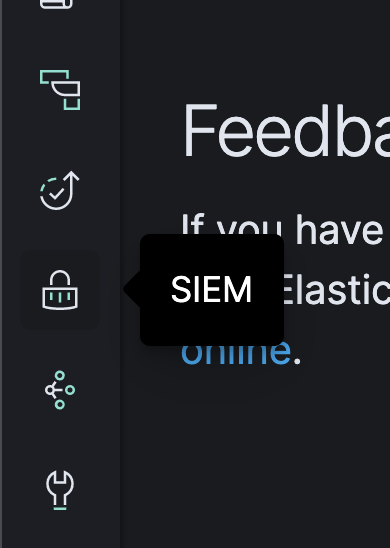 Feedba
If you have
SIEM
Elastic
online.